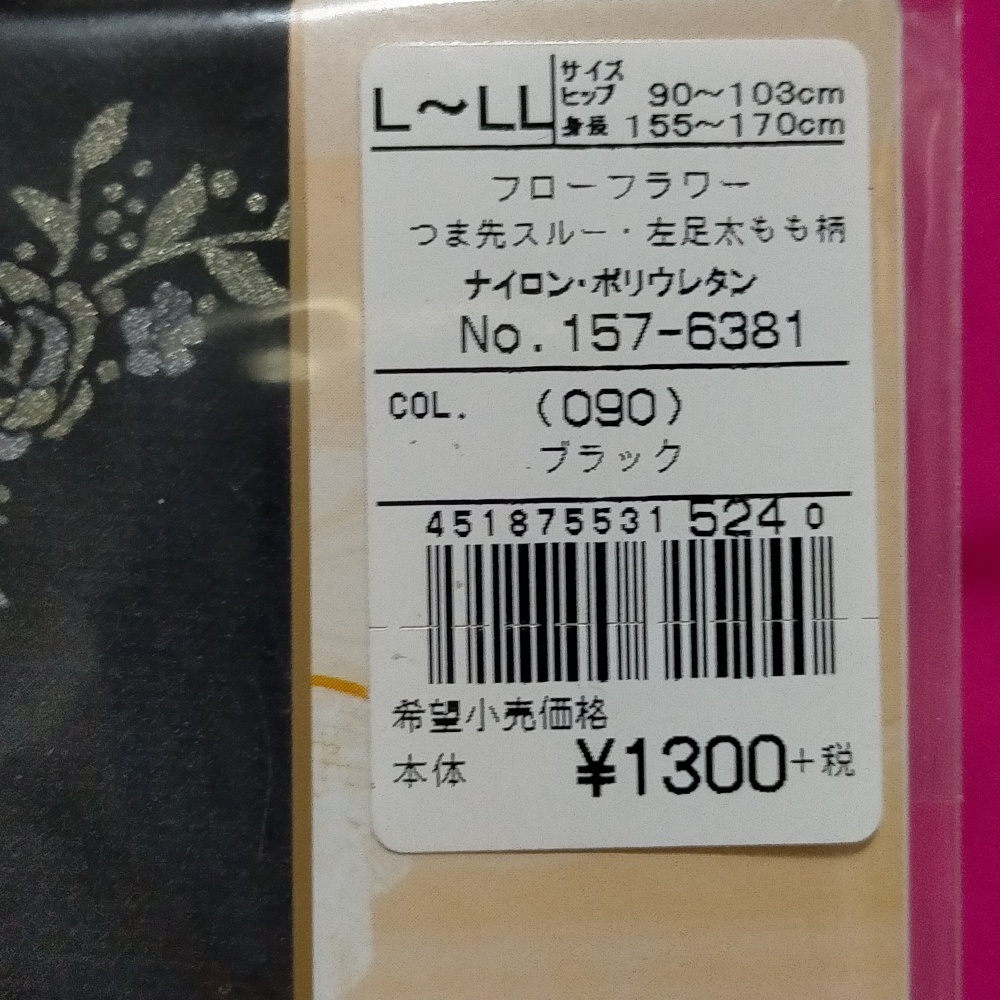 L～LL
サイズ
ヒップ 90～103cm
身長 155～170cm
フローフラワー
つま先スルー・左足太もも柄
ナイロン・ポリウレタン
No.157-6381
COL. (090)
ブラック
451875531 524 0
希望小売価格
本体 ¥1300+税